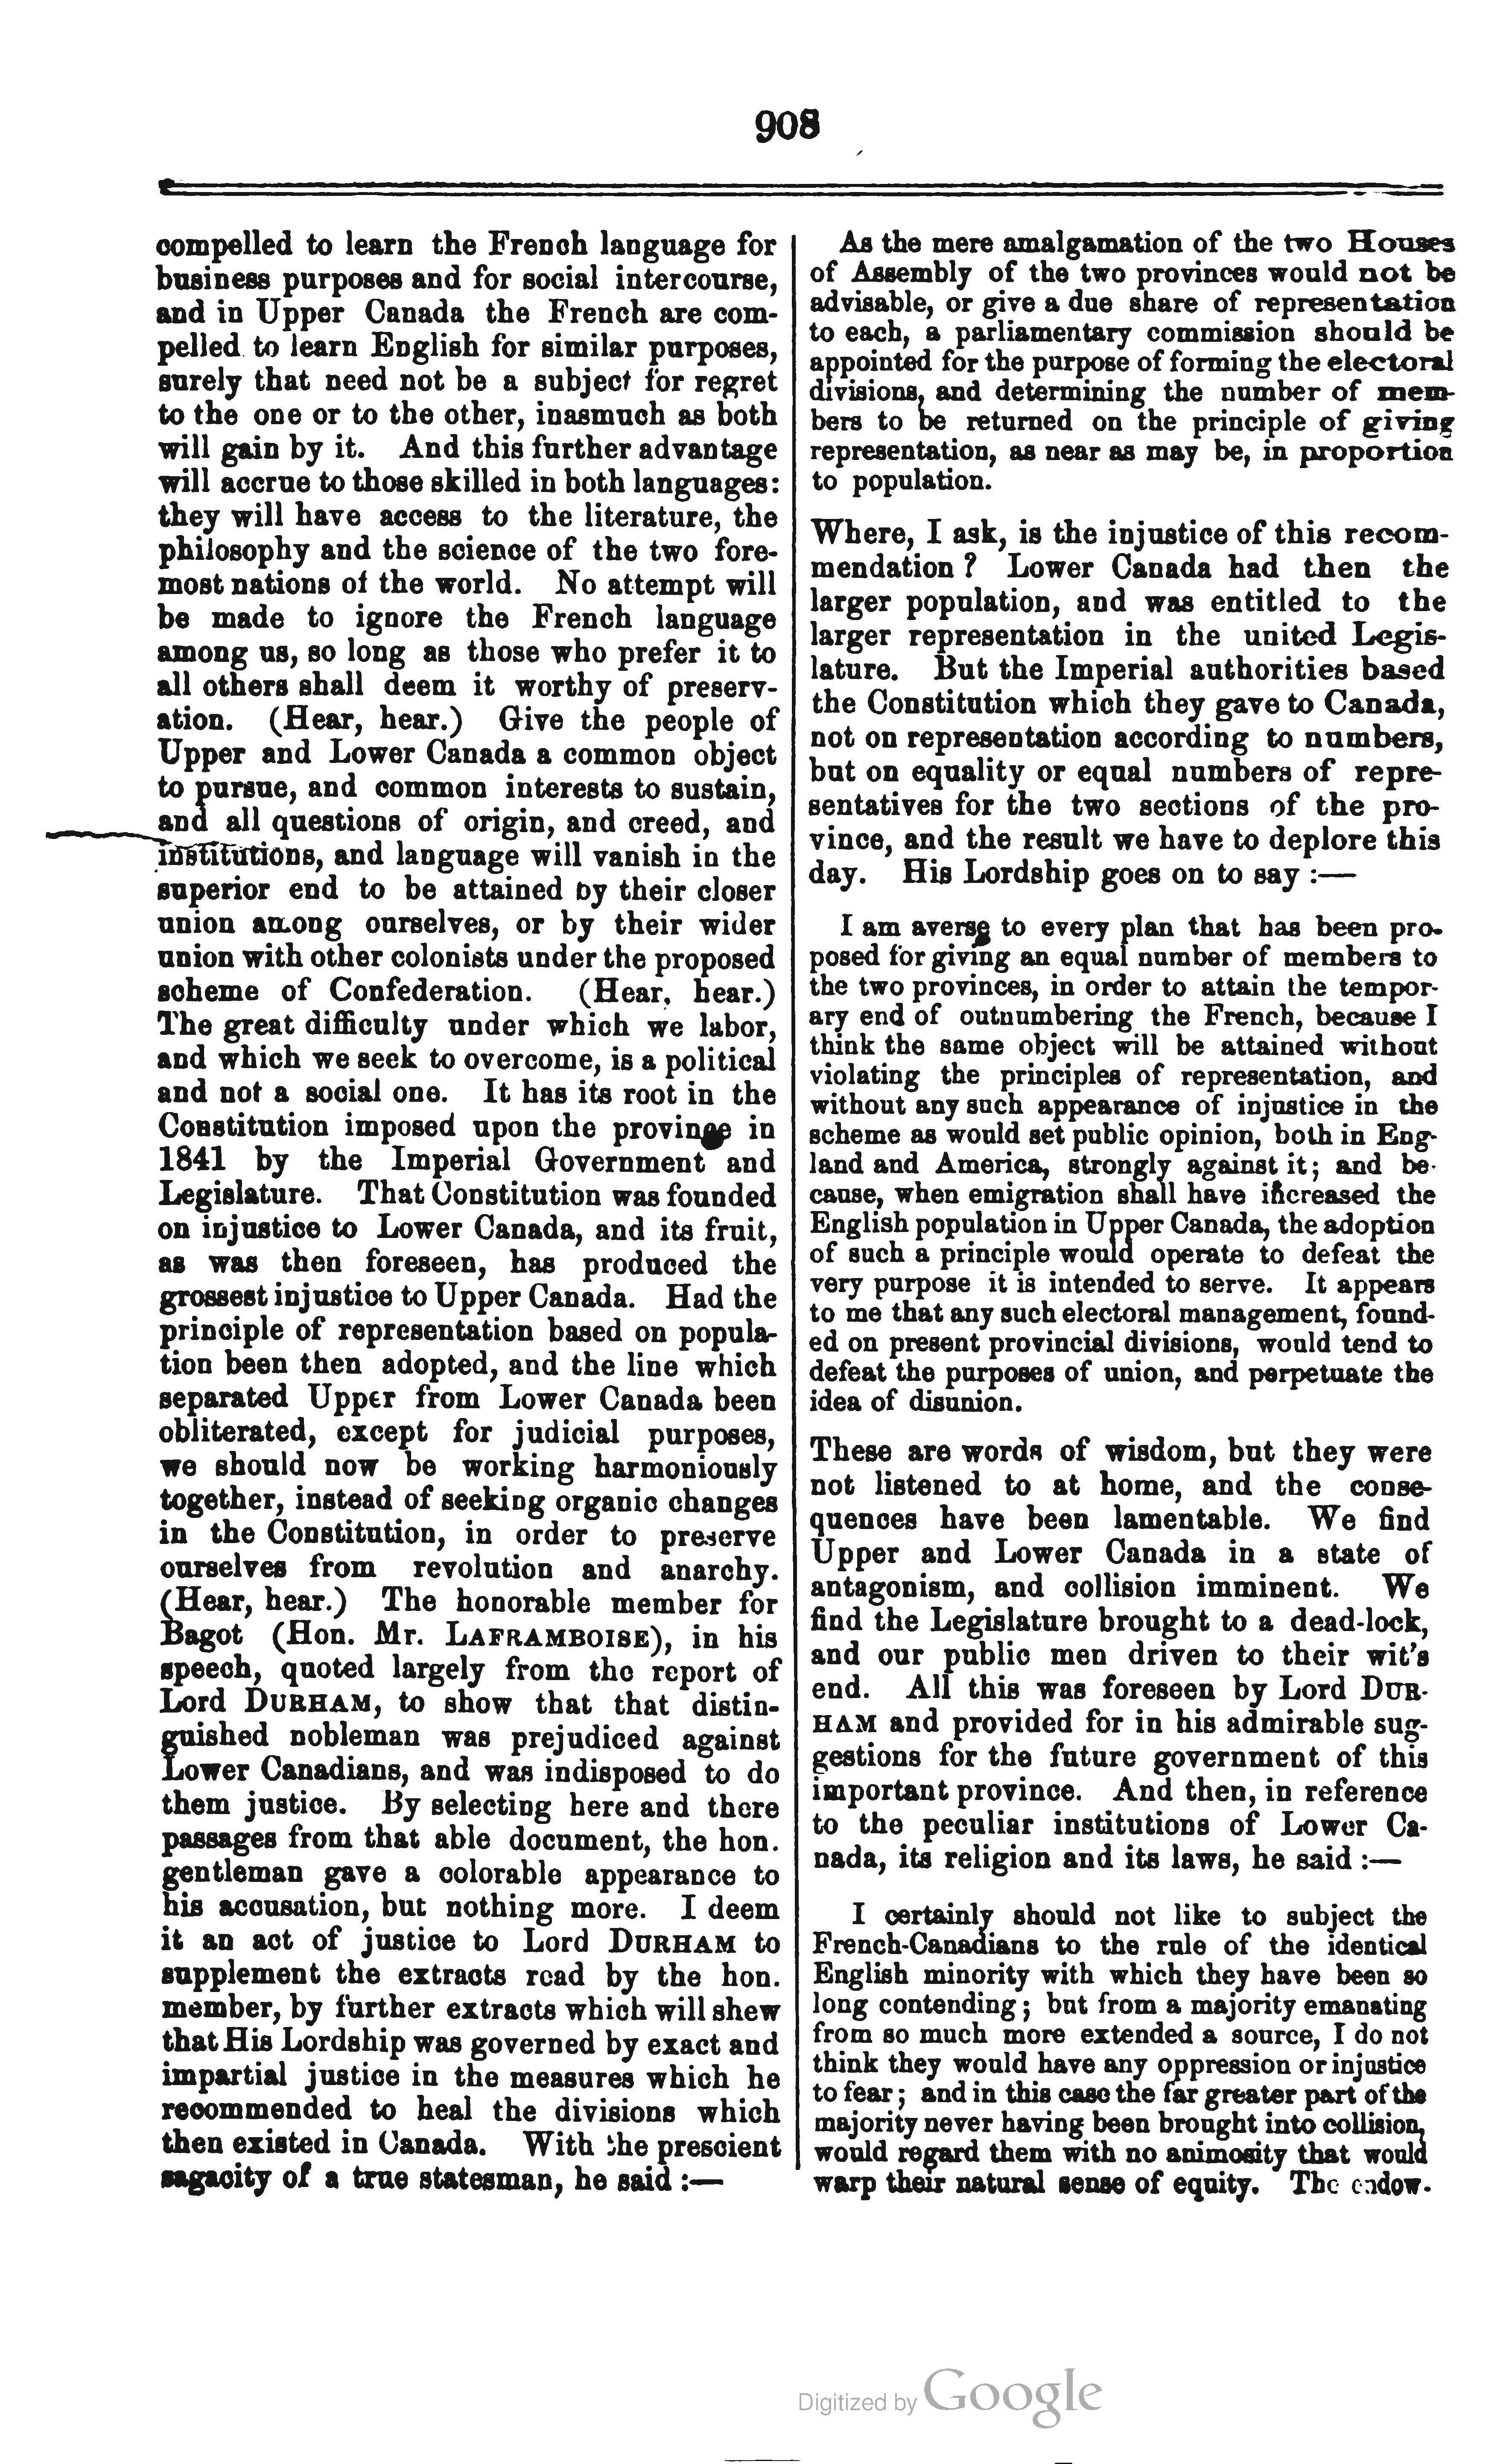 908
compelled to learn the French language for
business purposes and for social intercourse,
and in Upper Canada the French are com-
pelled to learn English for similar purposes,
surely that need not be a subject for regret
to the one or to the other, inasmuch as both
will gain by it. And this further advantage
will accrue to those skilled in both languages:
they will have access to the literature, the
philosophy and the science of the two fore-
most nations of the world. No attempt will
be made to ignore the French language
among us, so long as those who prefer it to
all others shall deem it worthy of preserv-
ation. (Hear, hear.) Give the people of
Upper and Lower Canada a common object
to pursue, and common interests to sustain,
and all questions of origin, and creed, and
institutions, and language will vanish in the
superior end to be attained by their closer
union among ourselves, or by their wider
union with other colonists under the proposed
scheme of Confederation. (Hear, hear.)
The great difficulty under which we labor,
and which we seek to overcome, is a political
and not a social one. It has its root in the
Constitution imposed upon the province in
1841 by the Imperial Government and
Legislature. That Constitution was founded
on injustice to Lower Canada, and its fruit,
as was then foreseen, has produced the
grossest injustice to Upper Canada. Had the
principle of representation based on popula-
tion been then adopted, and the line which
separated Upper from Lower Canada been
obliterated, except for judicial purposes,
we should now be working harmoniously
together, instead of seeking organic changes
in the Constitution, in order to preserve
ourselves from revolution and anarchy.
(Hear, hear.) The honorable member for
Bagot (Hon. Mr. LAFRAMBOISE), in his
speech, quoted largely from the report of
Lord DURHAM, to show that that distin-
guished nobleman was prejudiced against
Lower Canadians, and was indisposed to do
them justice. By selecting here and there
passages from that able document, the hon.
gentleman gave a colorable appearance to
his accusation, but nothing more. I deem
it an act of justice to Lord DURHAM to
supplement the extracts read by the hon.
member, by further extracts which will shew
that His Lordship was governed by exact and
impartial justice in the measures which he
recommended to heal the divisions which
then existed in Canada. With the prescient
sagacity of a true statesman, he said :—
As the mere amalgamation of the two Houses
of Assembly of the two provinces would not be
advisable, or give a due share of representation
to each, a parliamentary commission should be
appointed for the purpose of forming the electoral
divisions, and determining the number of mem-
bers to be returned on the principle of giving
representation, as near as may be, in proportion
to population.
Where, I ask, is the injustice of this recom-
mendation ? Lower Canada had then the
larger population, and was entitled to the
larger representation in the united Legis-
lature. But the Imperial authorities based
the Constitution which they gave to Canada,
not on representation according to numbers,
but on equality or equal numbers of repre-
sentatives for the two sections of the pro-
vince, and the result we have to deplore this
day. His Lordship goes on to say :—
I am averse to every plan that has been pro-
posed for giving an equal number of members to
the two provinces, in order to attain the tempor-
ary end of outnumbering the French, because I
think the same object will be attained without
violating the principles of representation, and
without any such appearance of injustice in the
scheme as would set public opinion, both in Eng-
land and America, strongly against it; and be-
cause, when emigration shall have increased the
English population in Upper Canada, the adoption
of such a principle would operate to defeat the
very purpose it is intended to serve. It appears
to me that any such electoral management, found-
ed on present provincial divisions, would tend to
defeat the purposes of union, and perpetuate the
idea of disunion.
These are words of wisdom, but they were
not listened to at home, and the conse-
quences have been lamentable. We find
Upper and Lower Canada in a state of
antagonism, and collision imminent. We
find the Legislature brought to a dead-lock,
and our public men driven to their wit's
end. All this was foreseen by Lord DUR-
HAM and provided for in his admirable sug-
gestions for the future government of this
important province. And then, in reference
to the peculiar institutions of Lower Ca-
nada, its religion and its laws, he said :—
I certainly should not like to subject the
French-Canadians to the rule of the identical
English minority with which they have been so
long contending; but from a majority emanating
from so much more extended a source, I do not
think they would have any oppression or injustice
to fear; and in this case the far greater part of the
majority never having been brought into collision,
would regard them with no animosity that would
warp their natural sense of equity. The endow-
Digitized by Google